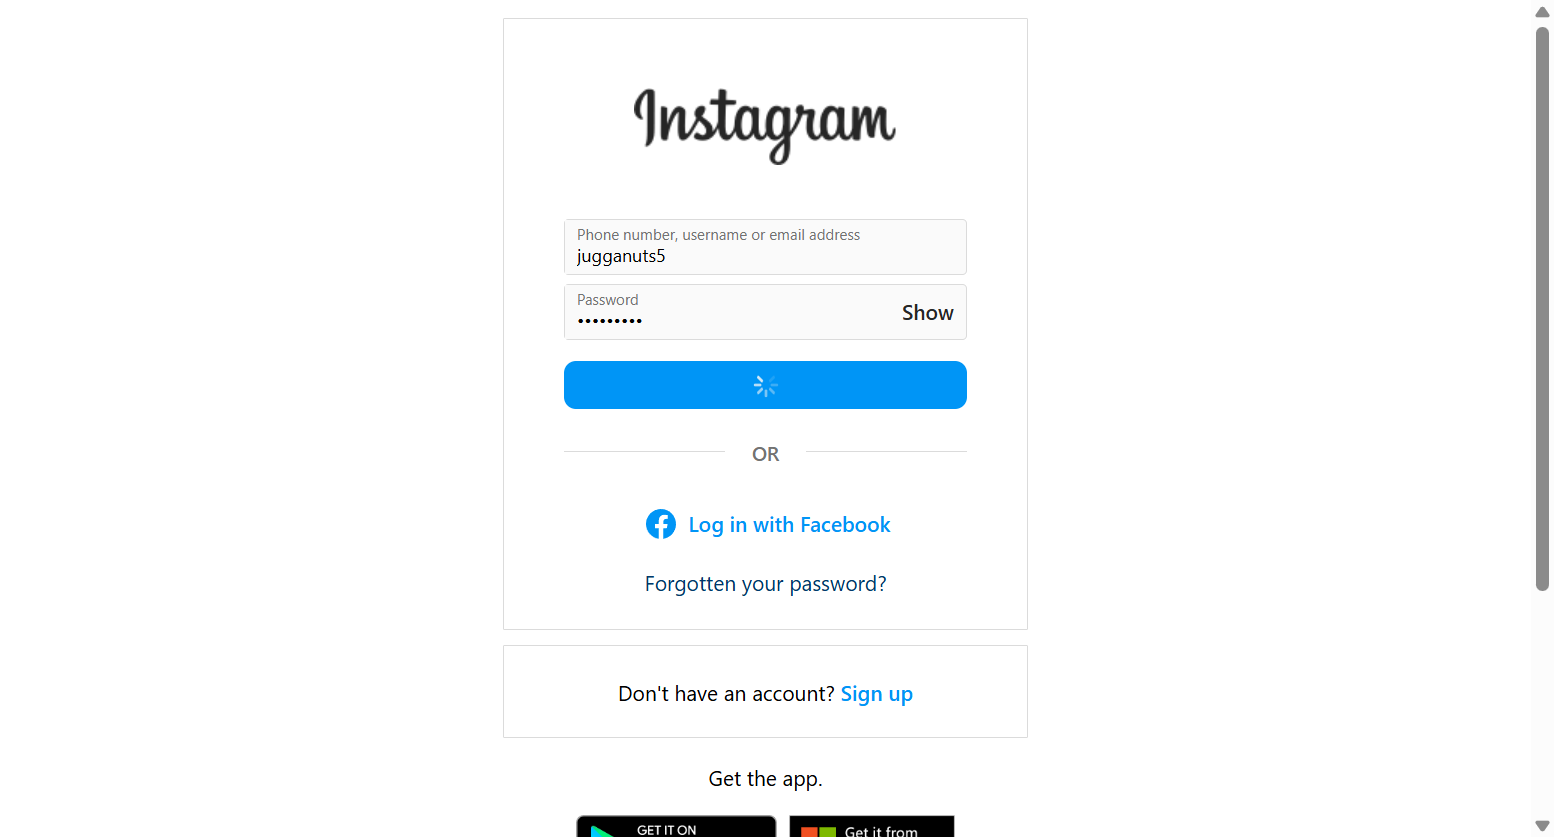 Instagram
Phone number, username or email address
jugganuts5
Password
•••••••••
Show
OR
Log in with Facebook
Forgotten your password?
Don't have an account? Sign up
Get the app.
GET IT ON
Get it from